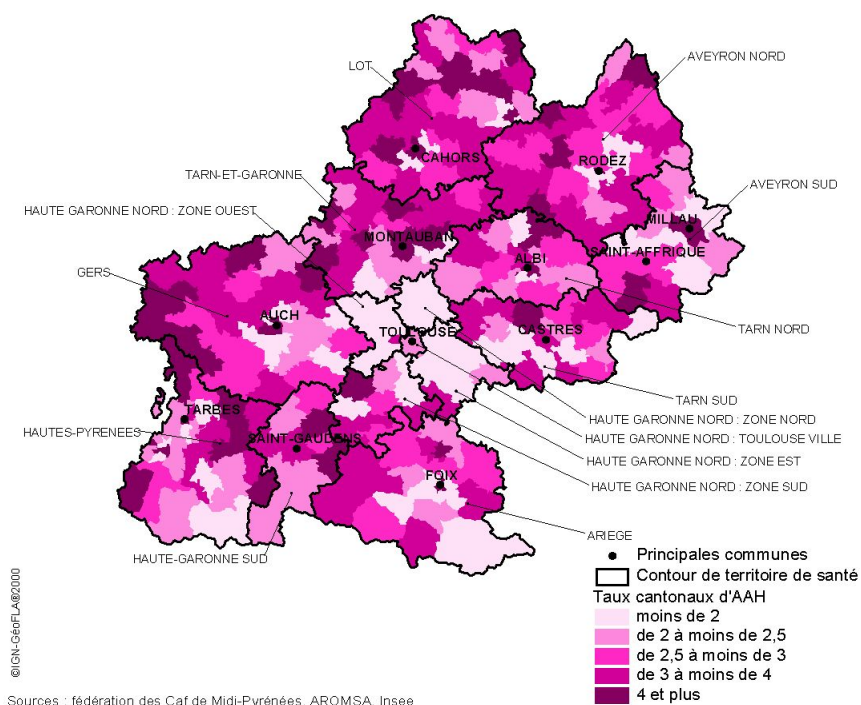 LOT
AVEYRON NORD
CAHORS
RODEZ
TARN-ET-GARONNE
AVEYRON SUD
HAUTE GARONNE NORD : ZONE OUEST
MILLAU
MONTAUBAN
SAINT-AFFRIQUE
ALBI
GERS
AUCH
TOULOUSE
CASTRES
TARN NORD
TARN SUD
TARBES
HAUTE GARONNE NORD : ZONE NORD
HAUTES-PYRENEES
SAINT-GAUDENS
HAUTE GARONNE NORD : TOULOUSE VILLE
HAUTE GARONNE NORD : ZONE EST
FOIX
HAUTE GARONNE NORD : ZONE SUD
ARIEGE
HAUTE-GARONNE SUD
Principales communes
Contour de territoire de santé
Taux cantonaux d'AAH
moins de 2
de 2 à moins de 2,5
de 2,5 à moins de 3
de 3 à moins de 4
4 et plus
©IGN-GéoFLA®2000
Sources : fédération des Caf de Midi-Pyrénées, AROMSA, Insee